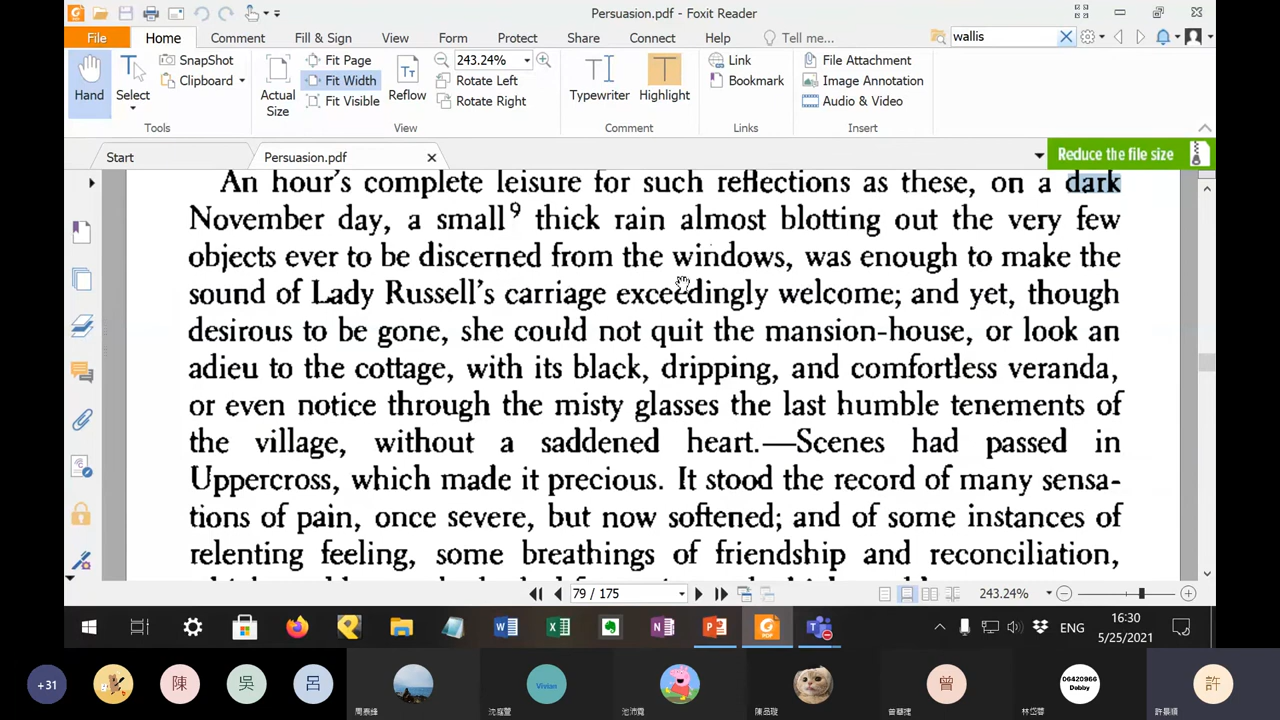 Persuasion.pdf - Foxit Reader
File Home Comment Fill & Sign View Form Protect Share Connect Help Tell me... wallis
Hand
Select
SnapShot
Clipboard
Tools
Actual Size
Fit Page
Fit Width
Fit Visible
Reflow
243.24%
Rotate Left
Rotate Right
View
Typewriter
Highlight
Comment
Link
Bookmark
Links
File Attachment
Image Annotation
Audio & Video
Insert
Start Persuasion.pdf Reduce the file size
An hour's complete leisure for such reflections as these, on a dark
November day, a small⁹ thick rain almost blotting out the very few
objects ever to be discerned from the windows, was enough to make the
sound of Lady Russell's carriage exceedingly welcome; and yet, though
desirous to be gone, she could not quit the mansion-house, or look an
adieu to the cottage, with its black, dripping, and comfortless veranda,
or even notice through the misty glasses the last humble tenements of
the village, without a saddened heart.—Scenes had passed in
Uppercross, which made it precious. It stood the record of many sensa-
tions of pain, once severe, but now softened; and of some instances of
relenting feeling, some breathings of friendship and reconciliation,
79 / 175 243.24%
ENG
16:30
5/25/2021
+31 陳 吳 呂 Vivian 曾 06420966 Dobby 許